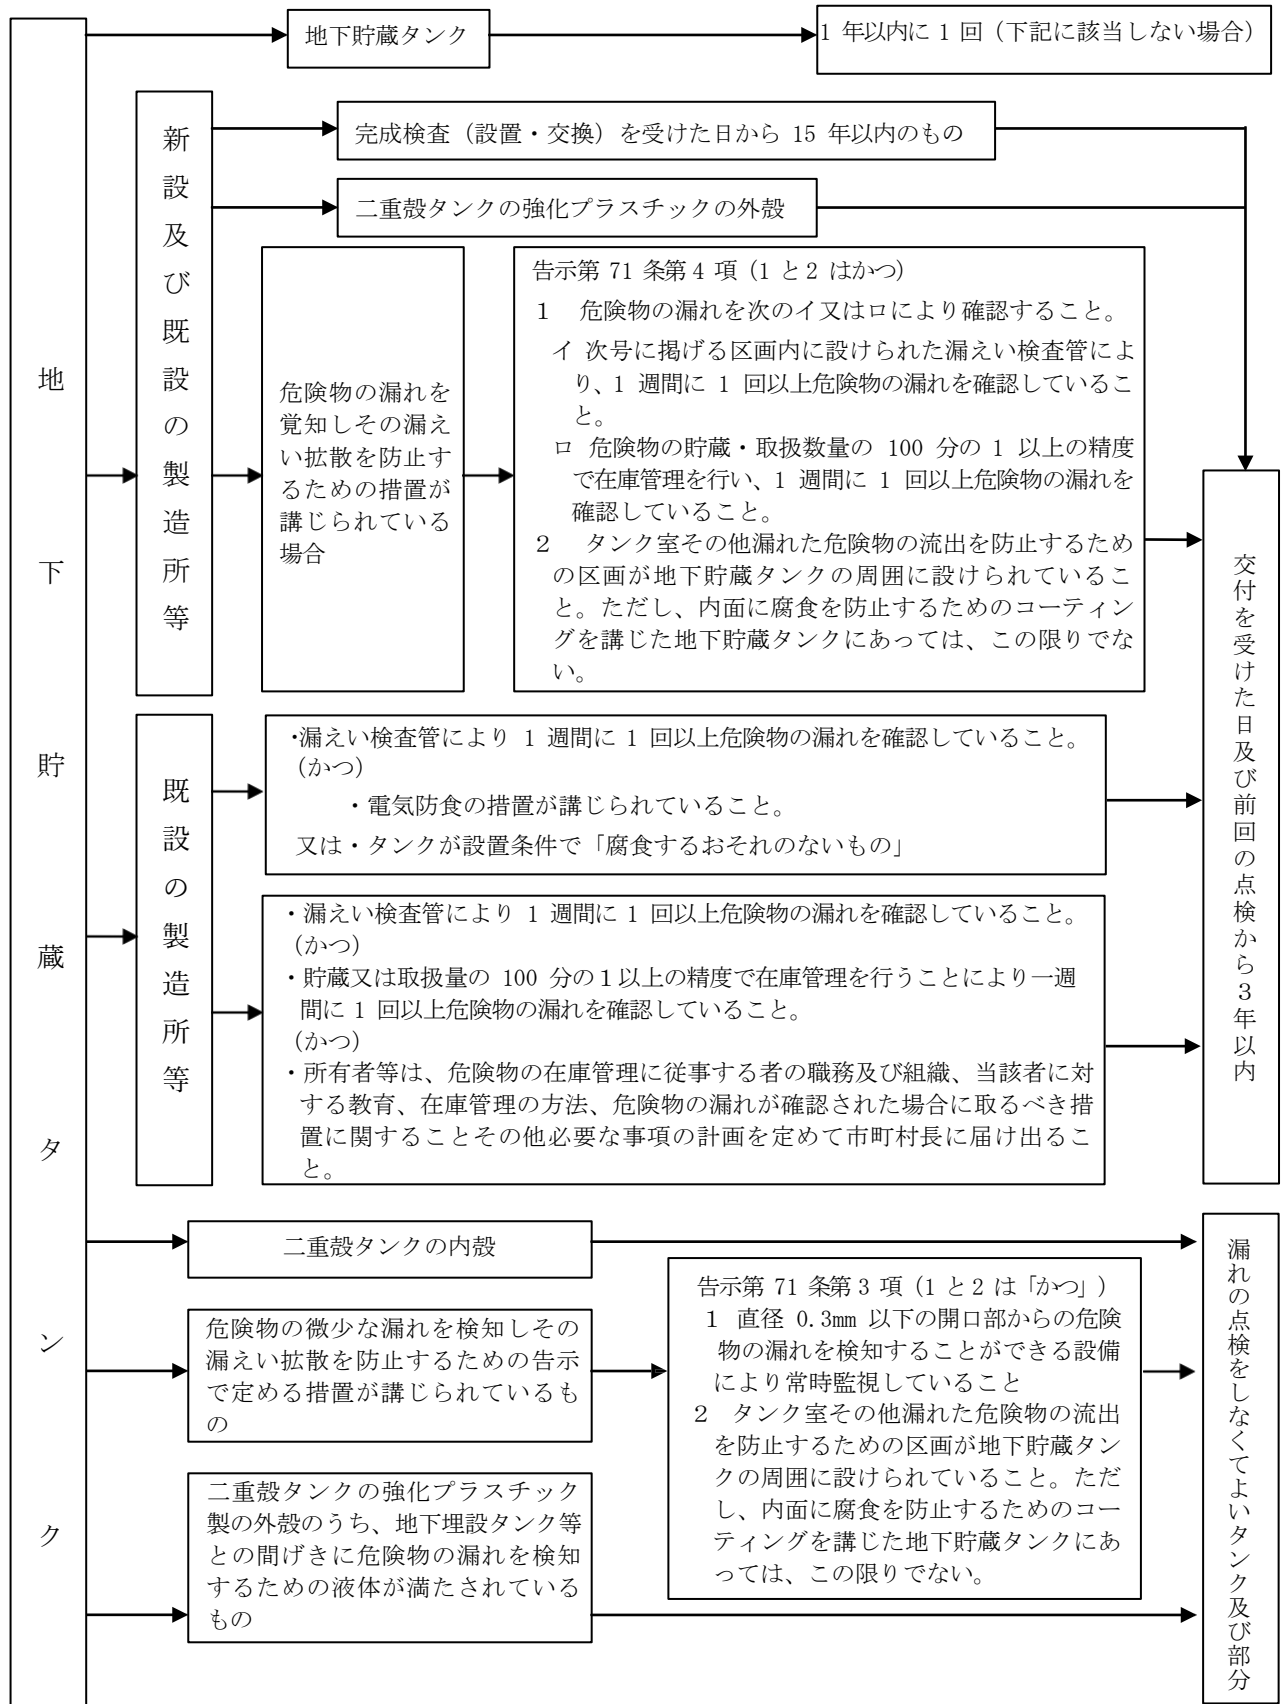 地下貯蔵タンク
地下貯蔵タンク
1 年以内に 1 回（下記に該当しない場合）
新設及び既設の製造所等
完成検査（設置・交換）を受けた日から 15 年以内のもの
二重殻タンクの強化プラスチックの外殻
危険物の漏れを
覚知しその漏え
い拡散を防止す
るための措置が
講じられている
場合
告示第 71 条第 4 項（1 と 2 はかつ）
1　危険物の漏れを次のイ又はロにより確認すること。
イ 次号に掲げる区画内に設けられた漏えい検査管によ
り、1 週間に 1 回以上危険物の漏れを確認しているこ
と。
ロ 危険物の貯蔵・取扱数量の 100 分の 1 以上の精度
で在庫管理を行い、1 週間に 1 回以上危険物の漏れを
確認していること。
2　タンク室その他漏れた危険物の流出を防止するため
の区画が地下貯蔵タンクの周囲に設けられているこ
と。ただし、内面に腐食を防止するためのコーティン
グを講じた地下貯蔵タンクにあっては、この限りでな
い。
交付を受けた日及び前回の点検から３年以内
既設の製造所等
・漏えい検査管により 1 週間に 1 回以上危険物の漏れを確認していること。
（かつ）
・電気防食の措置が講じられていること。
又は・タンクが設置条件で「腐食するおそれのないもの」
・漏えい検査管により 1 週間に 1 回以上危険物の漏れを確認していること。
（かつ）
・貯蔵又は取扱量の 100 分の１以上の精度で在庫管理を行うことにより一週
間に 1 回以上危険物の漏れを確認していること。
（かつ）
・所有者等は、危険物の在庫管理に従事する者の職務及び組織、当該者に対
する教育、在庫管理の方法、危険物の漏れが確認された場合に取るべき措
置に関することその他必要な事項の計画を定めて市町村長に届け出るこ
と。
二重殻タンクの内殻
危険物の微少な漏れを検知しその
漏えい拡散を防止するための告示
で定める措置が講じられているも
の
告示第 71 条第 3 項（1 と 2 は「かつ」）
1 直径 0.3mm 以下の開口部からの危険
物の漏れを検知することができる設備
により常時監視していること
2　タンク室その他漏れた危険物の流出
を防止するための区画が地下貯蔵タン
クの周囲に設けられていること。ただ
し、内面に腐食を防止するためのコー
ティングを講じた地下貯蔵タンクにあ
っては、この限りでない。
二重殻タンクの強化プラスチック
製の外殻のうち、地下埋設タンク等
との間げきに危険物の漏れを検知
するための液体が満たされている
もの
漏れの点検をしなくてよいタンク及び部分